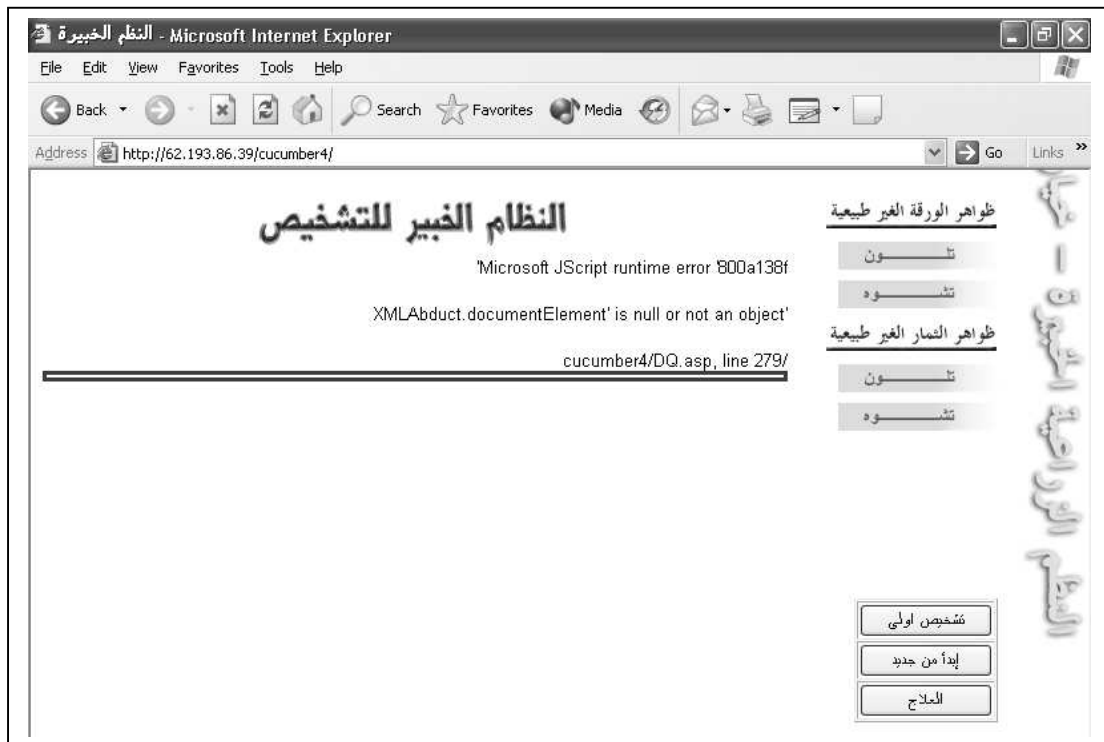 النظم الخبيرة - Microsoft Internet Explorer
File Edit View Favorites Tools Help
Back Search Favorites Media
Address http://62.193.86.39/cucumber4/ Go Links »
النظام الخبير للتشخيص
'Microsoft JScript runtime error '800a138f
XMLAbduct.documentElement' is null or not an object'
cucumber4/DQ.asp, line 279/
ظواهر الورقة الغير طبيعية
تلـــــــون
تشـــــــوه
ظواهر الثمار الغير طبيعية
تلـــــــون
تشـــــــوه
تشخيص اولى
إبدأ من جديد
العلاج
النظم